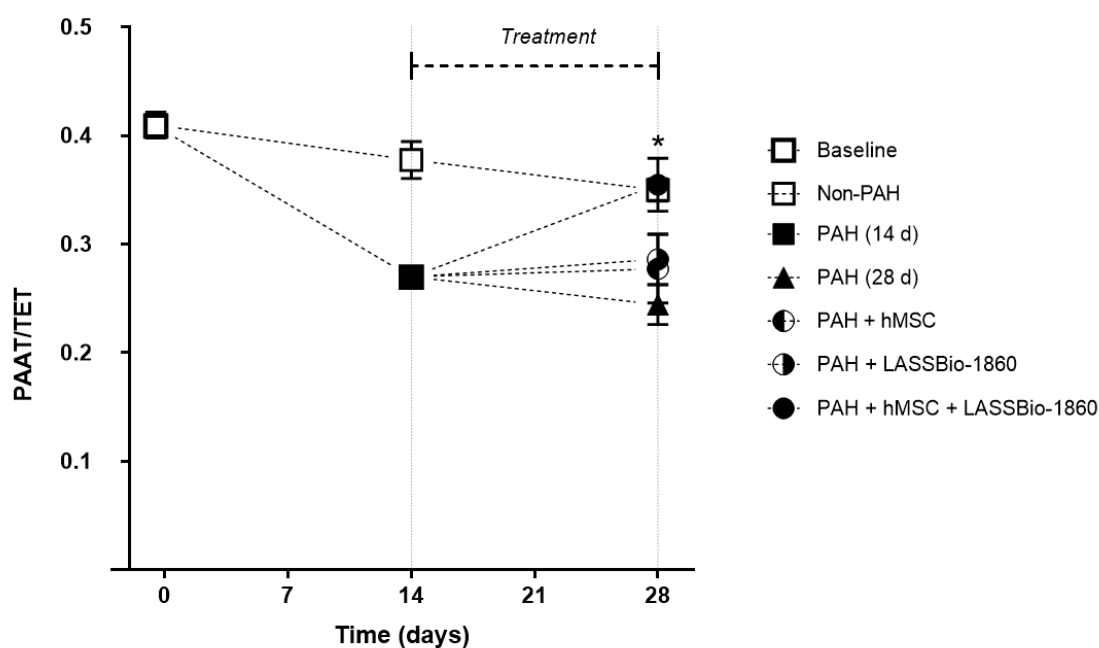 0.5
0.4
0.3
0.2
0.1
PAAT/TET
Treatment
*
0 7 14 21 28
Time (days)
Baseline
Non-PAH
PAH (14 d)
PAH (28 d)
PAH + hMSC
PAH + LASSBio-1860
PAH + hMSC + LASSBio-1860